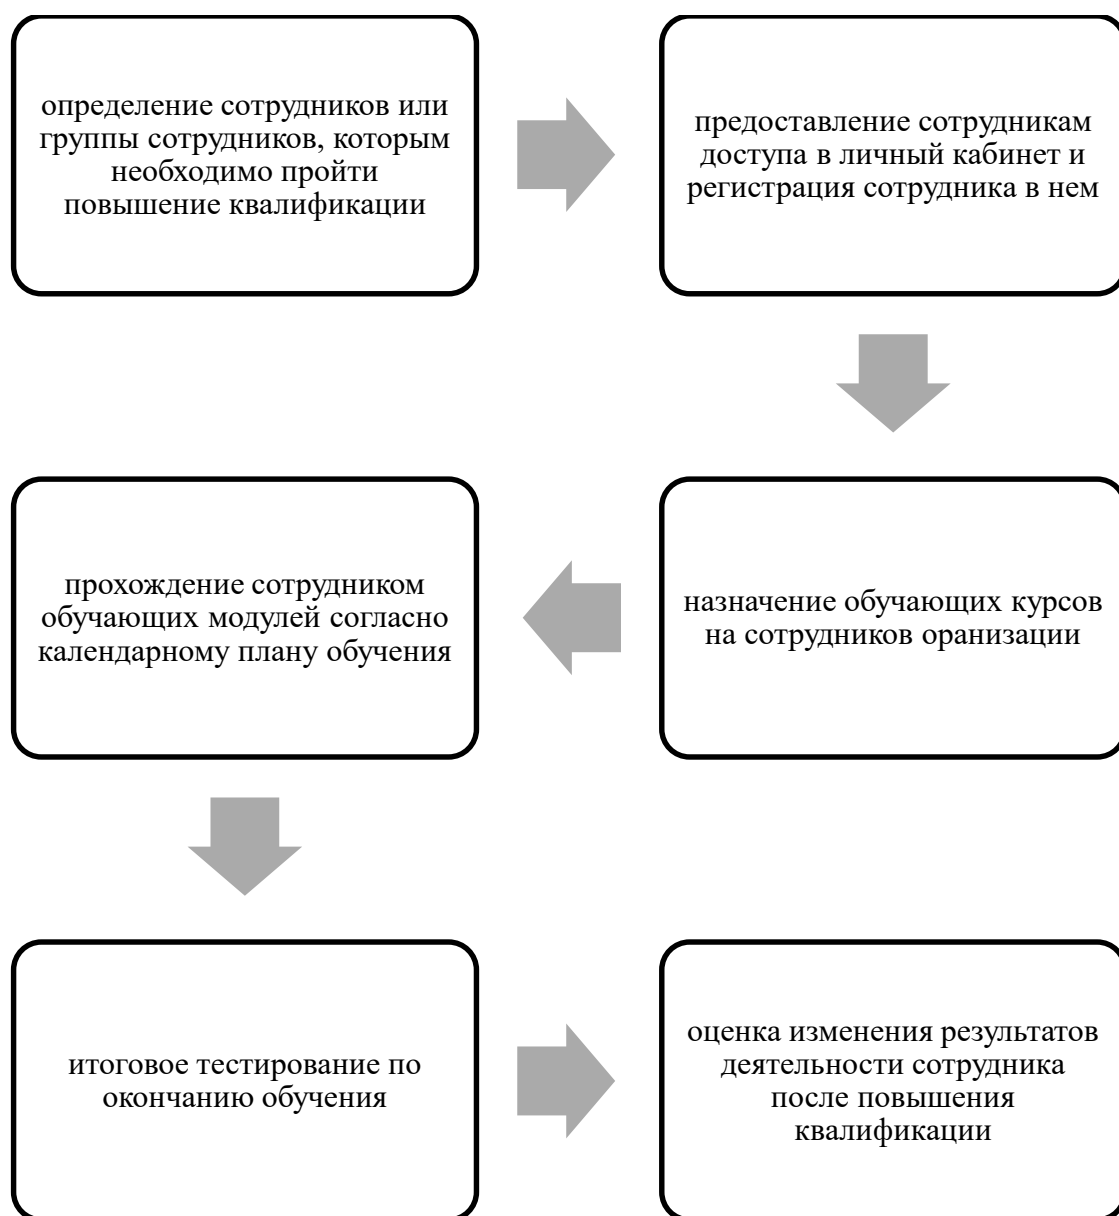 определение сотрудников или
группы сотрудников, которым
необходимо пройти
повышение квалификации
предоставление сотрудникам
доступа в личный кабинет и
регистрация сотрудника в нем
назначение обучающих курсов
на сотрудников оранизации
прохождение сотрудником
обучающих модулей согласно
календарному плану обучения
итоговое тестирование по
окончанию обучения
оценка изменения результатов
деятельности сотрудника
после повышения
квалификации